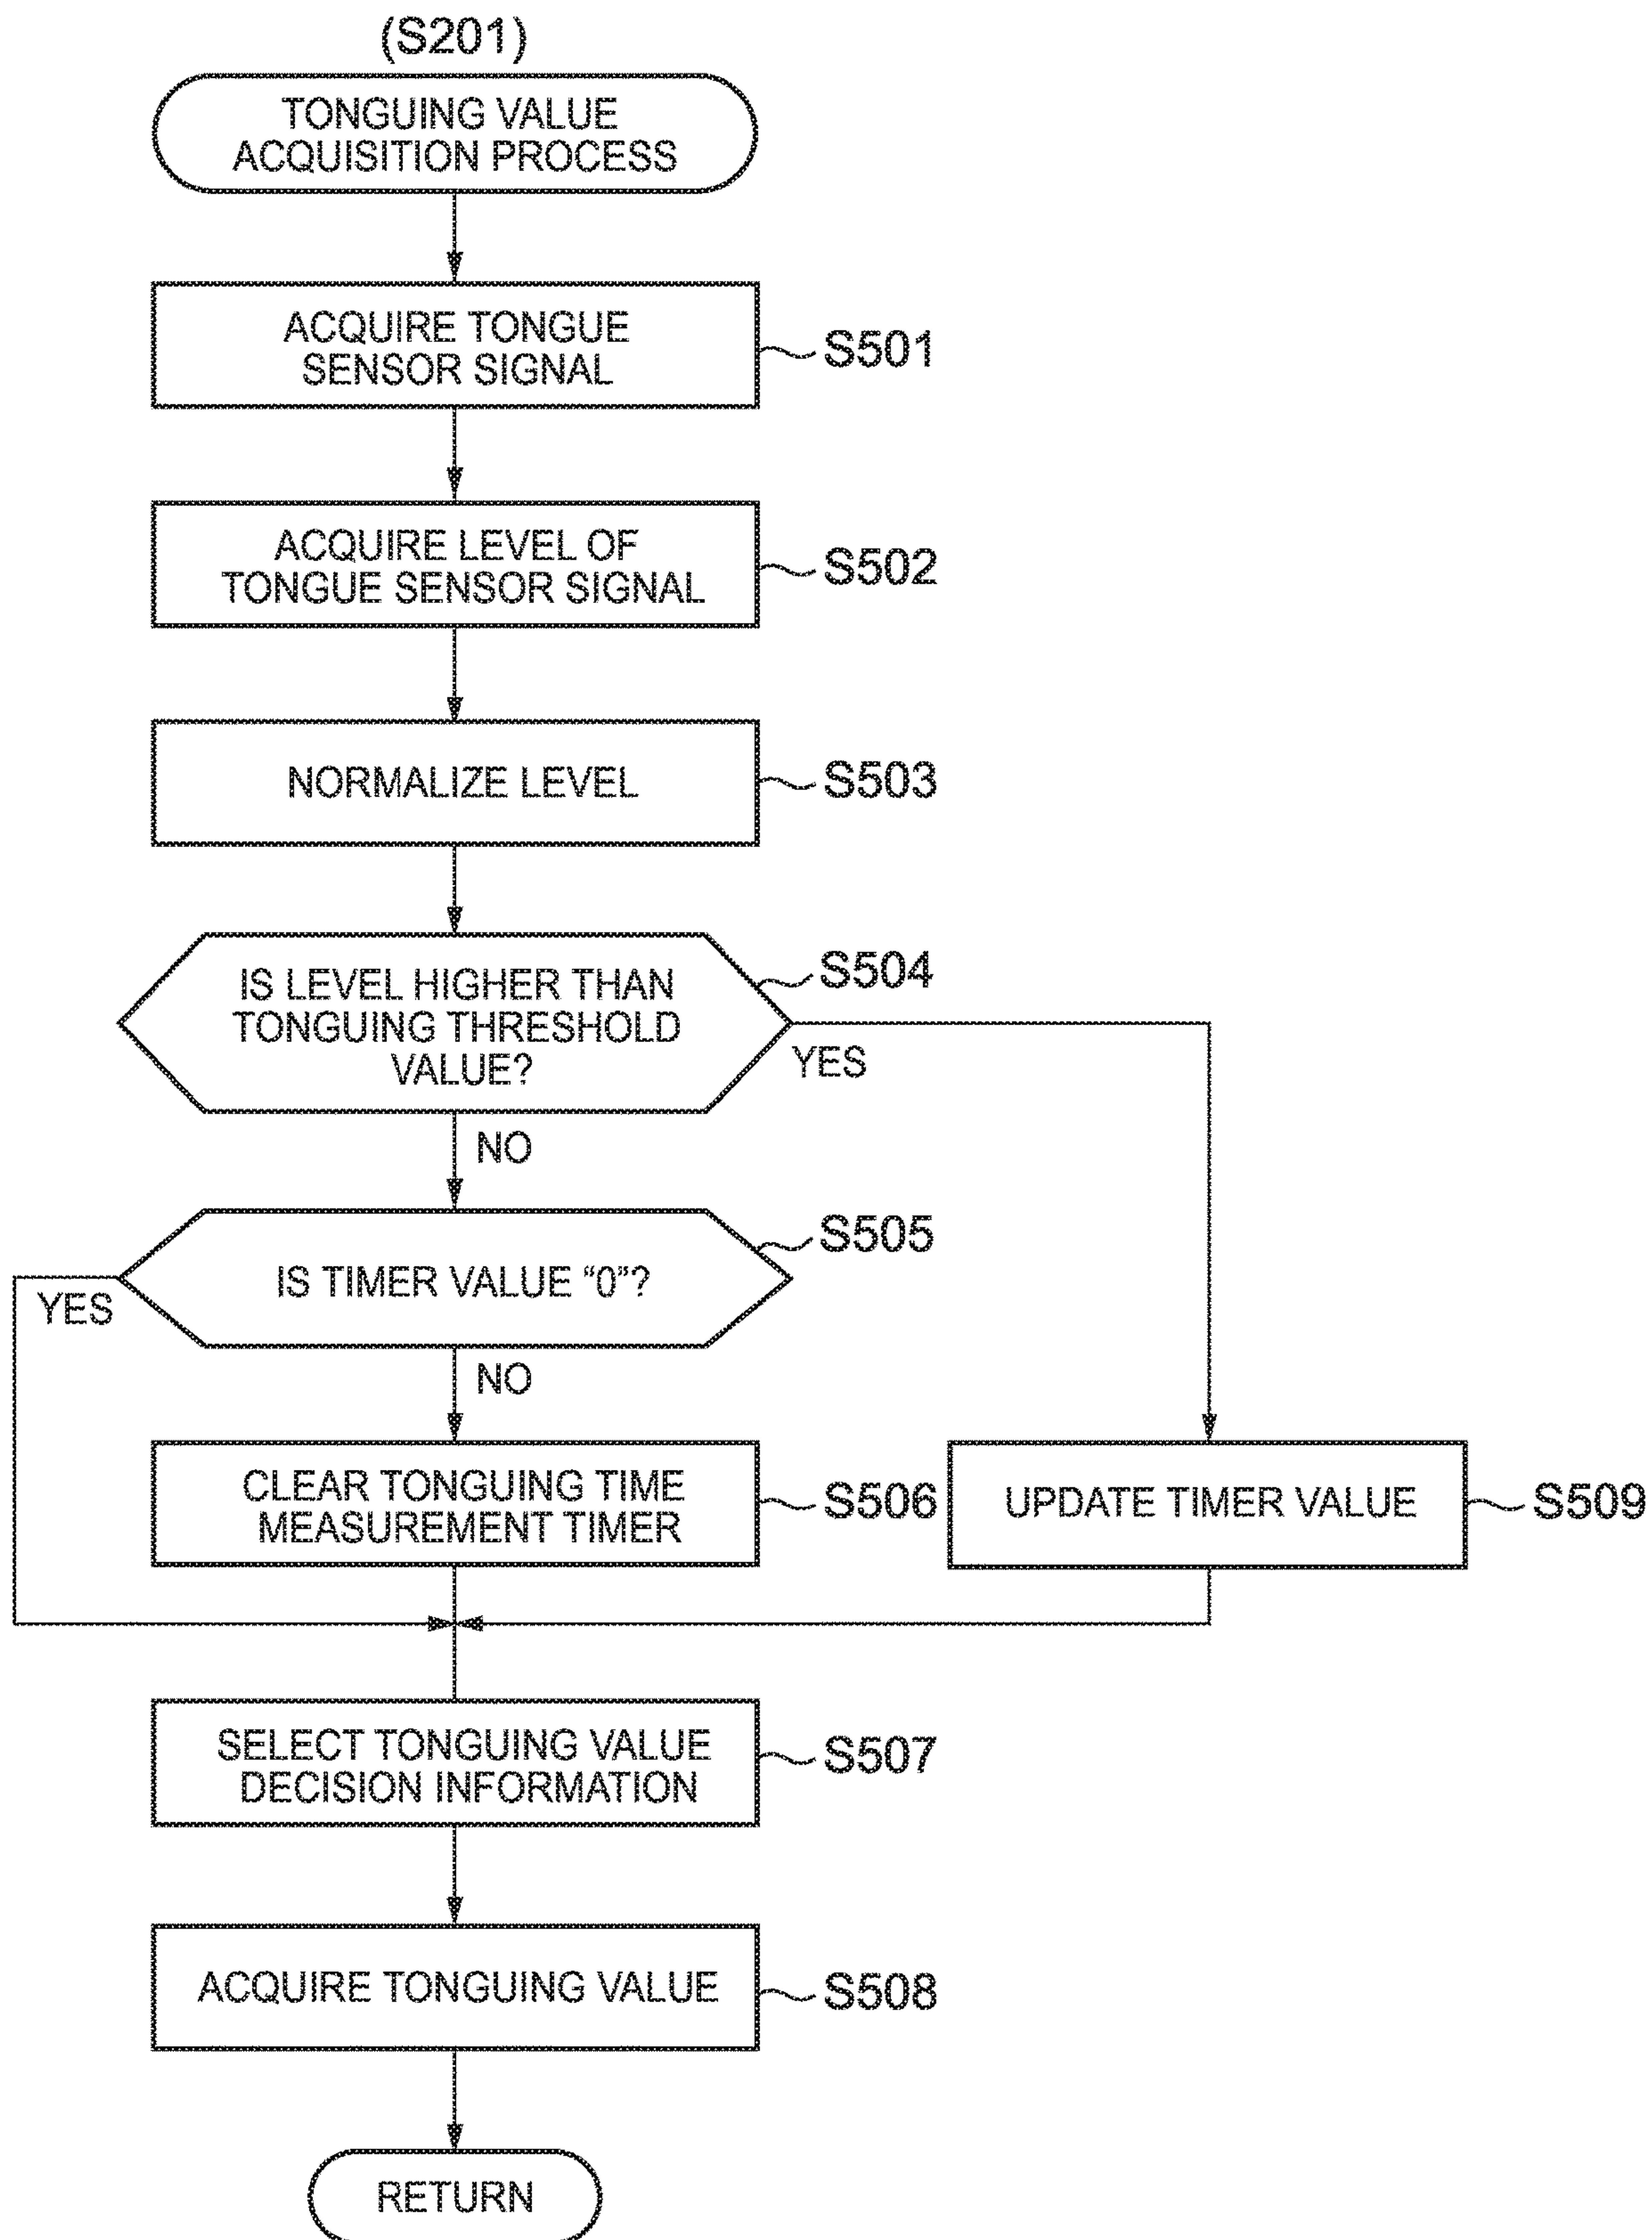 (S201)
TONGUING VALUE
ACQUISITION PROCESS
ACQUIRE TONGUE
SENSOR SIGNAL
S501
ACQUIRE LEVEL OF
TONGUE SENSOR SIGNAL
S502
NORMALIZE LEVEL
S503
IS LEVEL HIGHER THAN
TONGUING THRESHOLD
VALUE?
S504
YES
NO
IS TIMER VALUE “0”?
S505
YES
NO
CLEAR TONGUING TIME
MEASUREMENT TIMER
S506
UPDATE TIMER VALUE
S509
SELECT TONGUING VALUE
DECISION INFORMATION
S507
ACQUIRE TONGUING VALUE
S508
RETURN